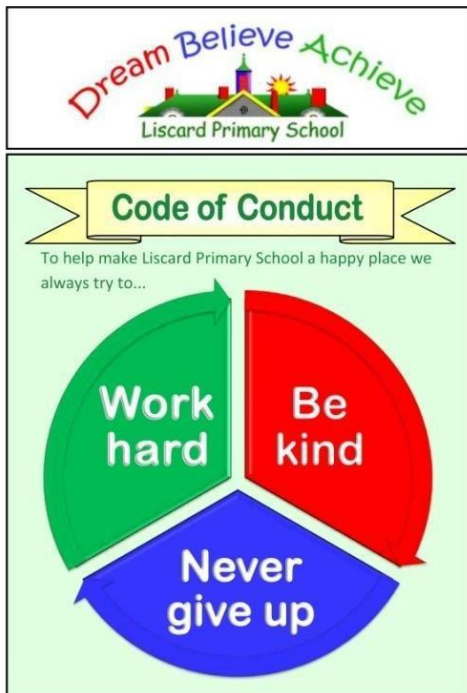 Dream Believe Achieve
Liscard Primary School
Code of Conduct
To help make Liscard Primary School a happy place we
always try to...
Work
hard
Be
kind
Never
give up